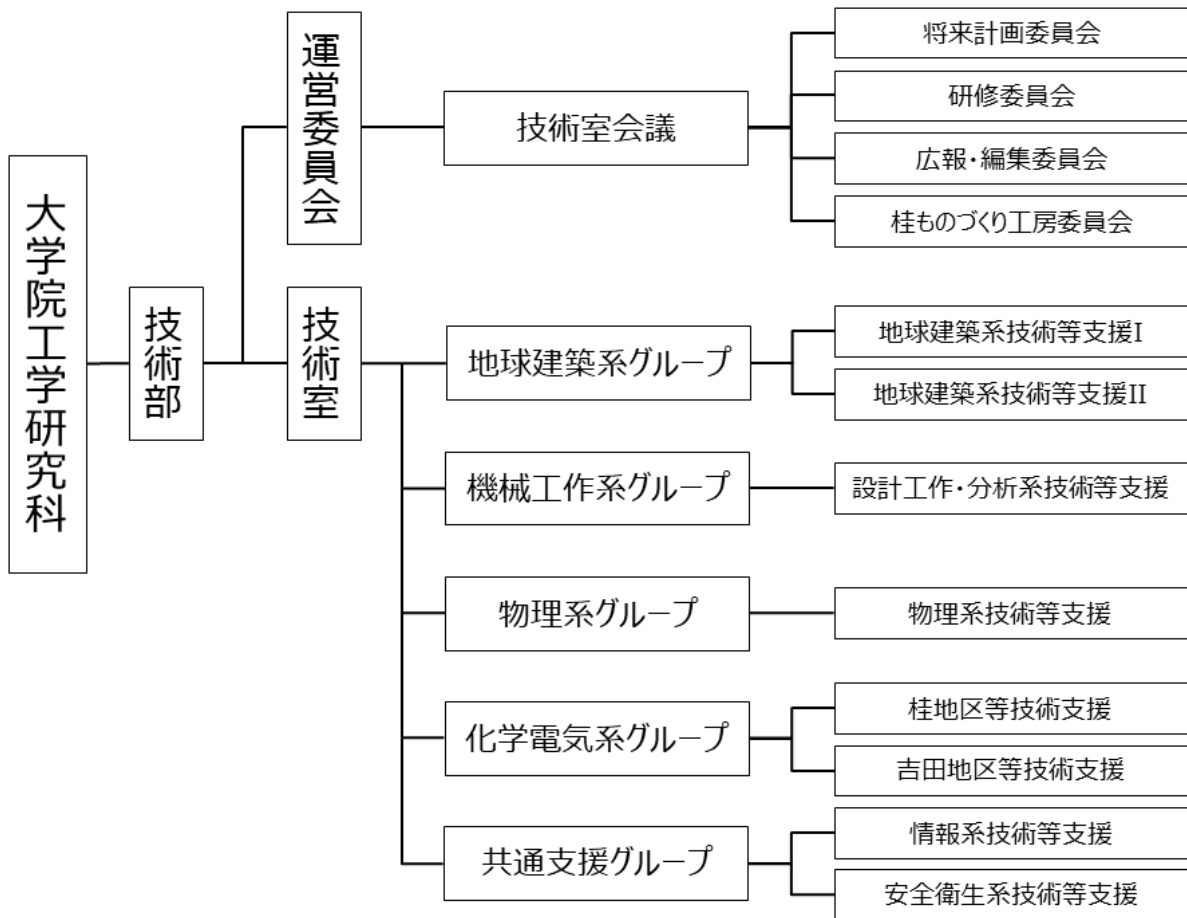 大学院工学研究科
技術部
運営委員会
技術室
技術室会議
将来計画委員会
研修委員会
広報・編集委員会
桂ものづくり工房委員会
地球建築系グループ
地球建築系技術等支援I
地球建築系技術等支援II
機械工作系グループ
設計工作・分析系技術等支援
物理系グループ
物理系技術等支援
化学電気系グループ
桂地区等技術支援
吉田地区等技術支援
共通支援グループ
情報系技術等支援
安全衛生系技術等支援